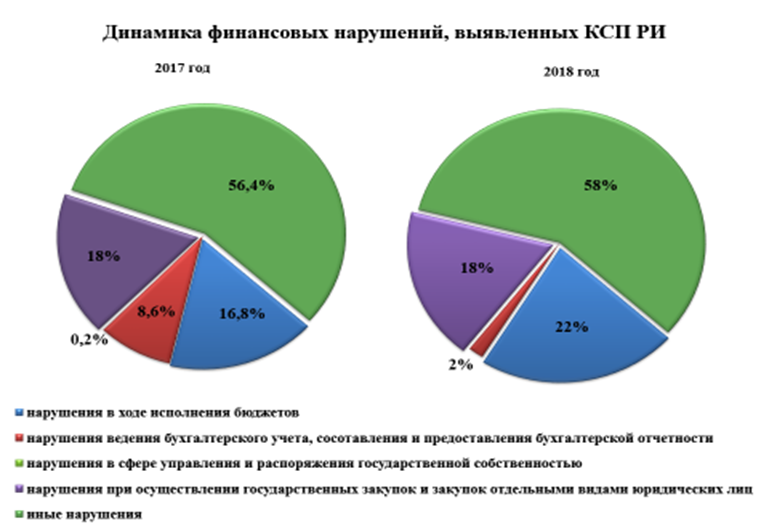 Динамика финансовых нарушений, выявленных КСП РИ
2017 год
2018 год
56,4%
18%
8,6%
16,8%
0,2%
58%
18%
22%
2%
нарушения в ходе исполнения бюджетов
нарушения ведения бухгалтерского учета, сосотавления и предоставления бухгалтерской отчетности
нарушения в сфере управления и распоряжения государственной собственностью
нарушения при осуществлении государственных закупок и закупок отдельными видами юридических лиц
иные нарушения